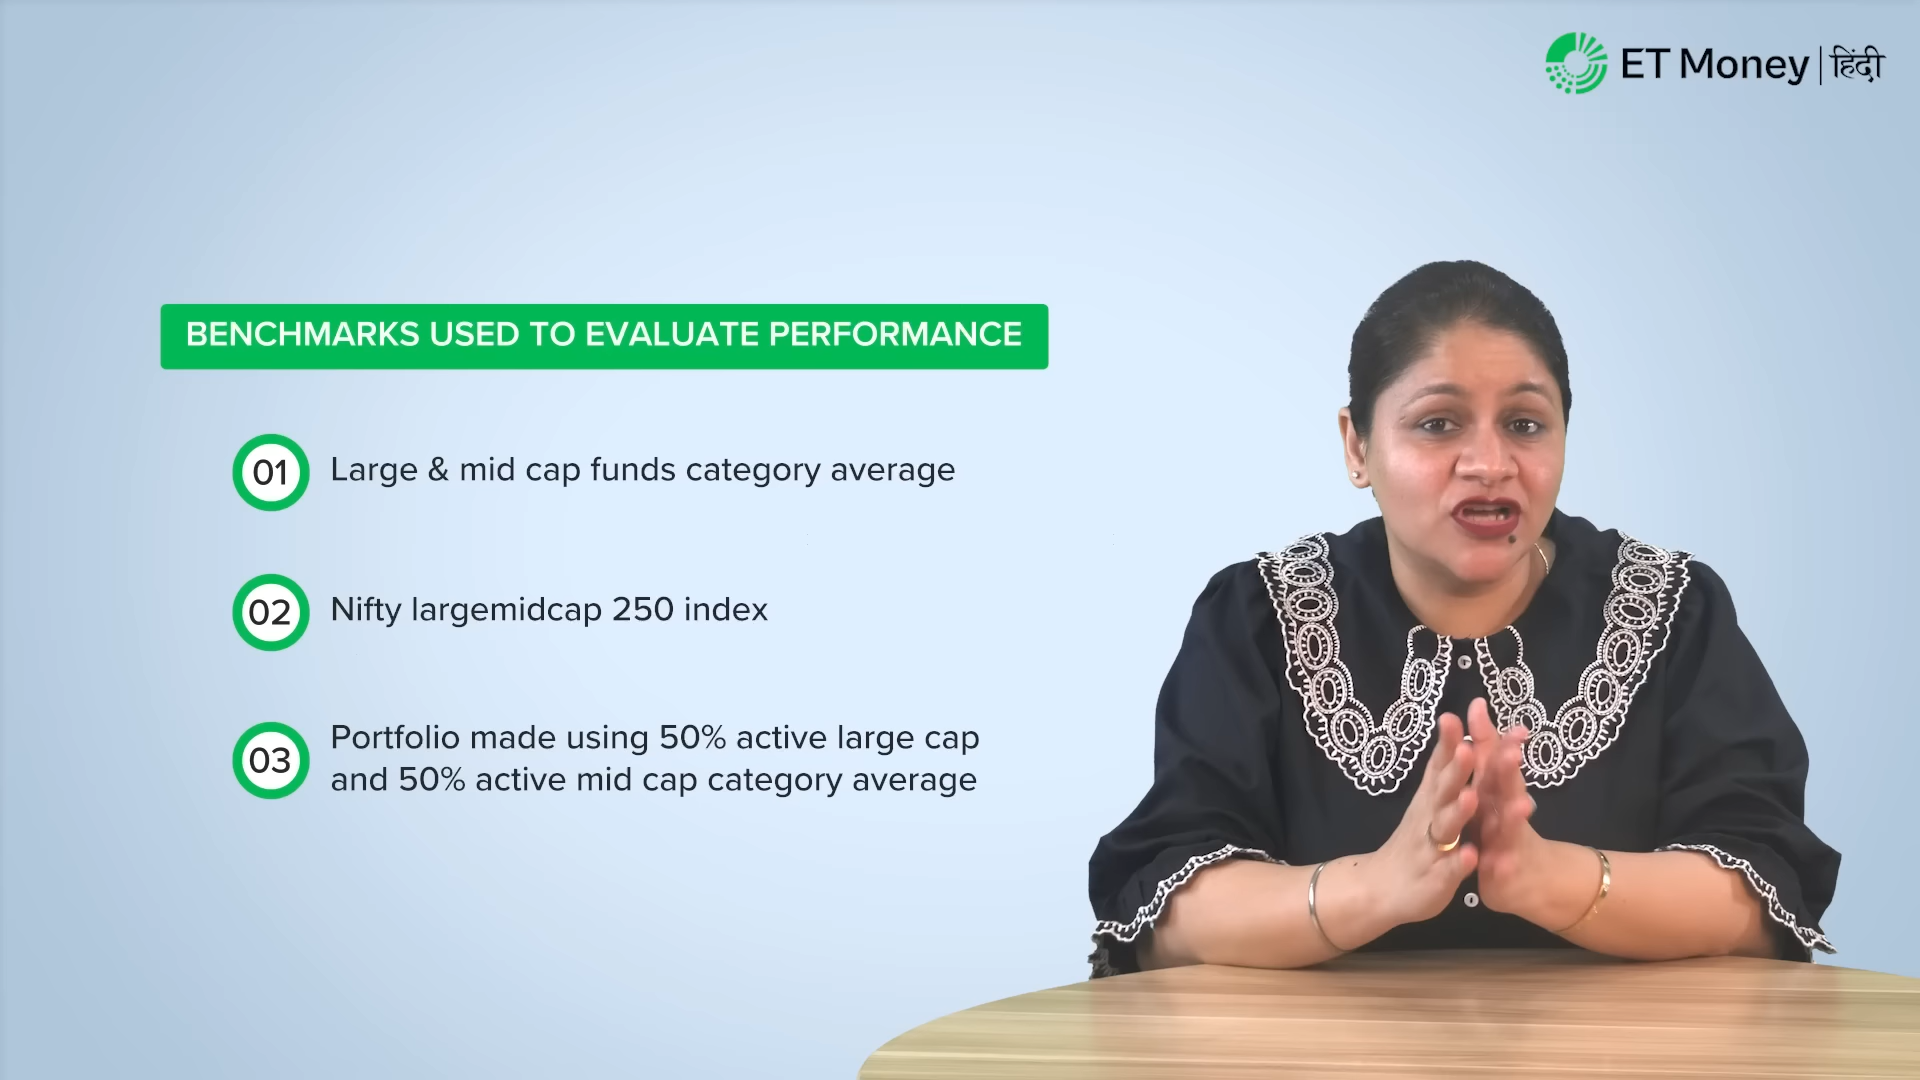 ET Money | हिंदी
BENCHMARKS USED TO EVALUATE PERFORMANCE
01 Large & mid cap funds category average
02 Nifty largemidcap 250 index
03 Portfolio made using 50% active large cap
and 50% active mid cap category average